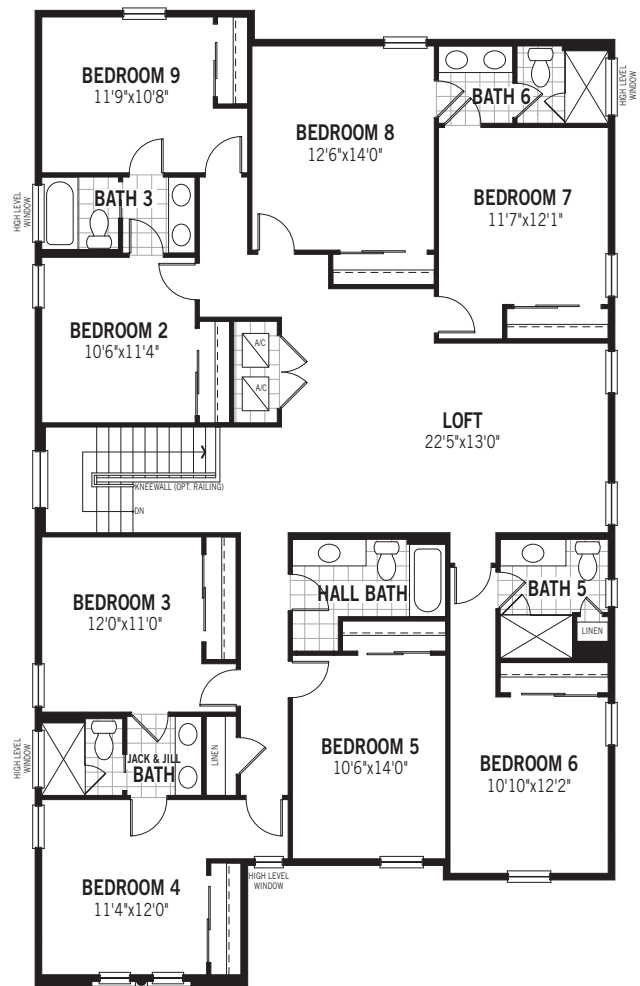 BEDROOM 9
11'9"x10'8"
BEDROOM 8
12'6"x14'0"
BATH 6
HIGH LEVEL
WINDOW
BEDROOM 7
11'7"x12'1"
HIGH LEVEL
WINDOW
BATH 3
BEDROOM 2
10'6"x11'4"
A/C
A/C
LOFT
22'5"x13'0"
KNEEWALL (OPT. RAILING)
DN
BEDROOM 3
12'0"x11'0"
HALL BATH
BATH 5
LINEN
HIGH LEVEL
WINDOW
JACK & JILL
BATH
LINEN
BEDROOM 5
10'6"x14'0"
BEDROOM 6
10'10"x12'2"
BEDROOM 4
11'4"x12'0"
HIGH LEVEL
WINDOW